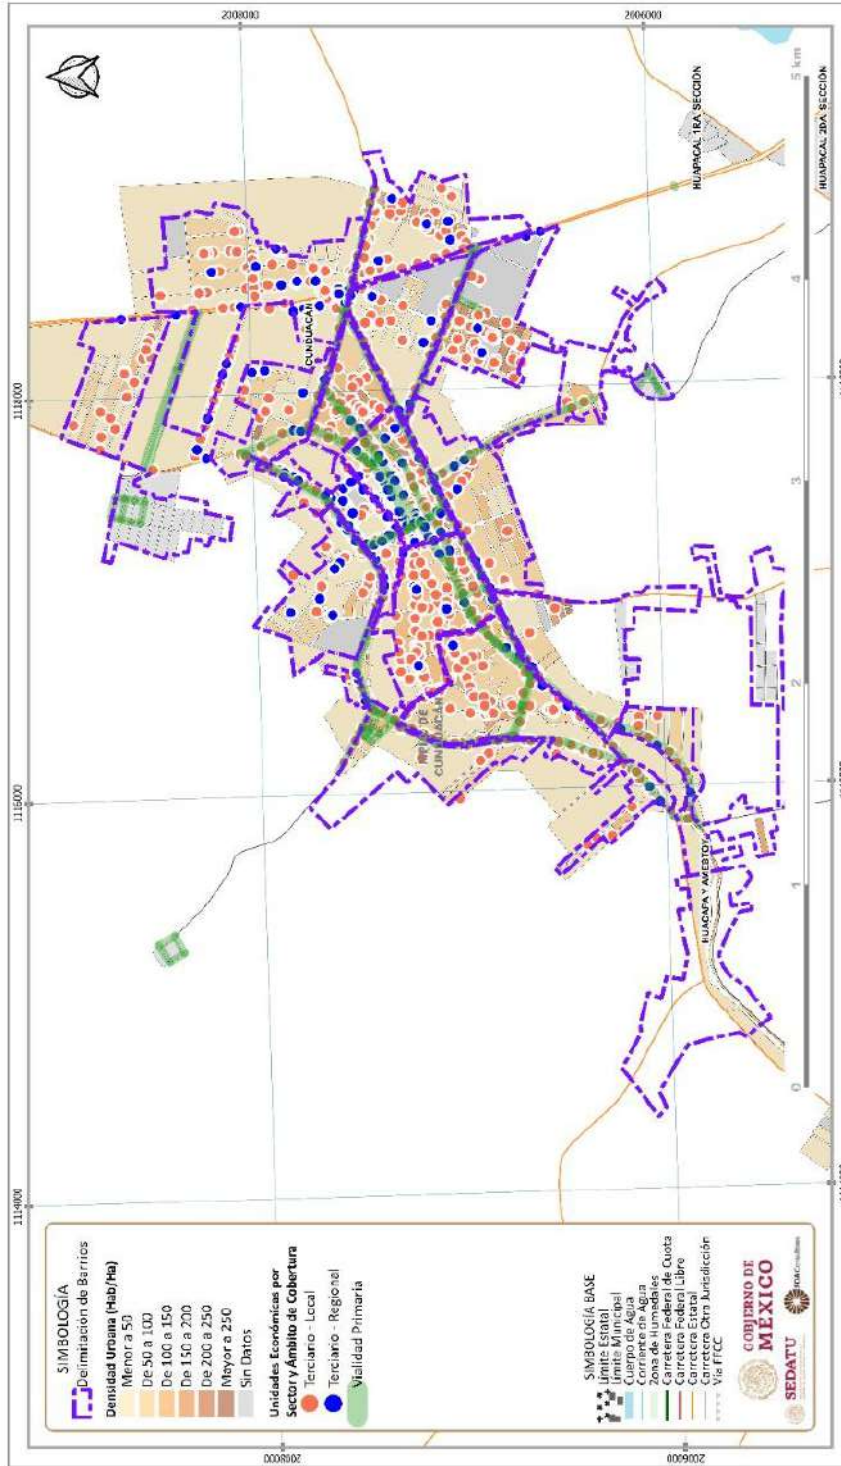 2008000
2006000
5 km
4
3
2
1
0
HUAPACAL 1RA. SECCIÓN
HUAPACAL 2DA. SECCIÓN
CUNDUACÁN
CUNDUACÁN
HUACAPA Y AMESTOY
1118000
1116000
1114000
2008000
2006000
SIMBOLOGÍA
Delimitación de Barrios
Densidad Urbana (Hab/Ha)
Menor a 50
De 50 a 100
De 100 a 150
De 150 a 200
De 200 a 250
Mayor a 250
Sin Datos
Unidades Económicas por
Sector y Ámbito de Cobertura
Terciario - Local
Terciario - Regional
Vialidad Primaria
SIMBOLOGÍA BASE
Límite Estatal
Límite Municipal
Cuerpo de Agua
Corriente de Agua
Zona de Humedales
Carretera Federal de Cuota
Carretera Federal Libre
Carretera Estatal
Carretera Otra Jurisdicción
Vía FFCC
GOBIERNO DE
MÉXICO
SEDATU